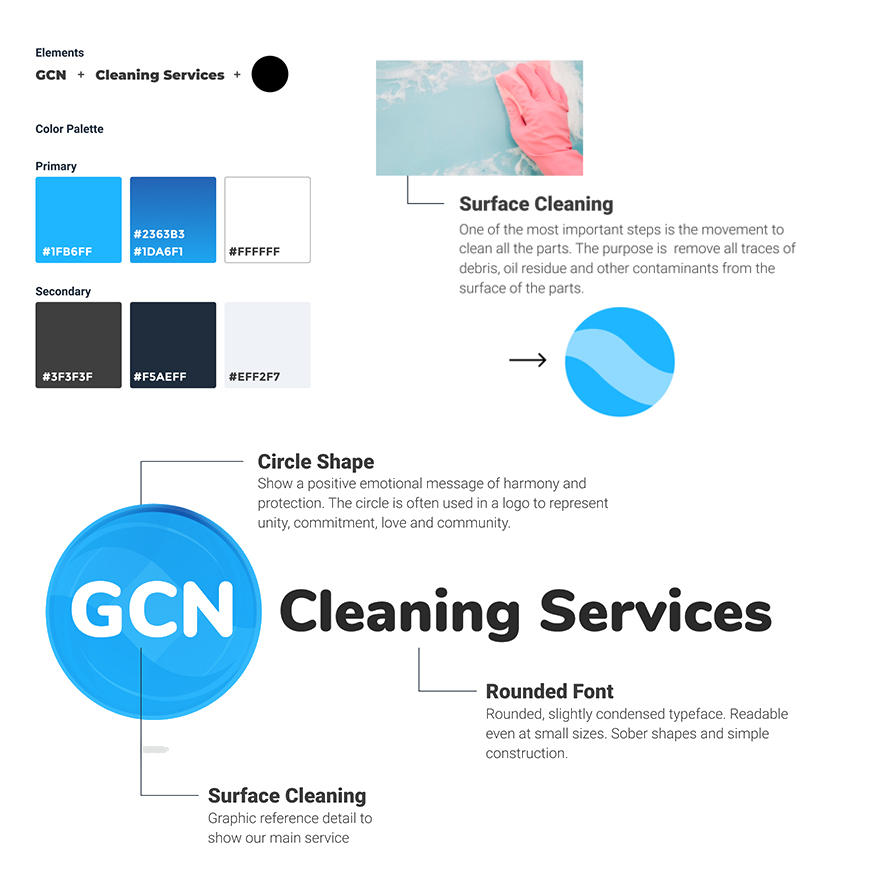 Elements
GCN + Cleaning Services +
Color Palette
Primary
#1FB6FF
#2363B3
#1DA6F1
#FFFFFF
Secondary
#3F3F3F
#F5AEFF
#EFF2F7
Surface Cleaning
One of the most important steps is the movement to
clean all the parts. The purpose is remove all traces of
debris, oil residue and other contaminants from the
surface of the parts.
Circle Shape
Show a positive emotional message of harmony and
protection. The circle is often used in a logo to represent
unity, commitment, love and community.
GCN Cleaning Services
Rounded Font
Rounded, slightly condensed typeface. Readable
even at small sizes. Sober shapes and simple
construction.
Surface Cleaning
Graphic reference detail to
show our main service